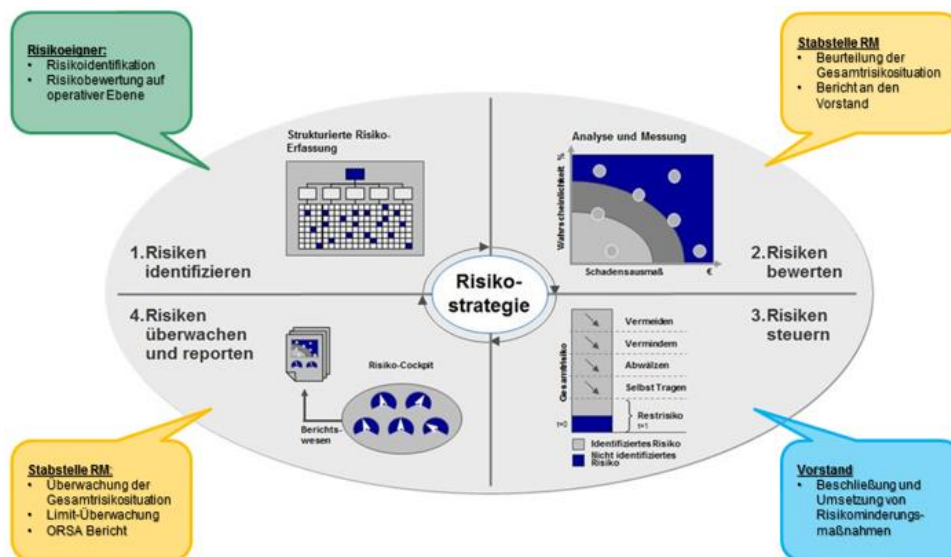 Risikoeigner:
• Risikoidentifikation
• Risikobewertung auf
operativer Ebene
Stabstelle RM
• Beurteilung der
Gesamtrisikosituation
• Bericht an den
Vorstand
Strukturierte Risiko-
Erfassung
Analyse und Messung
%
Wahrscheinlichkeit
Schadensausmaß
€
1.Risiken
identifizieren
2.Risiken
bewerten
Risiko-
strategie
4.Risiken
überwachen
und reporten
3.Risiken
steuern
Risiko-Cockpit
Berichts-
wesen
Gesamtrisiko
Vermeiden
Vermindern
Abwälzen
Selbst Tragen
Restrisiko
τ=0
τ=1
Identifiziertes Risiko
Nicht identifiziertes
Risiko
Stabstelle RM:
• Überwachung der
Gesamtrisikosituation
• Limit-Überwachung
• ORSA Bericht
Vorstand
• Beschließung und
Umsetzung von
Risikominderungs-
maßnahmen